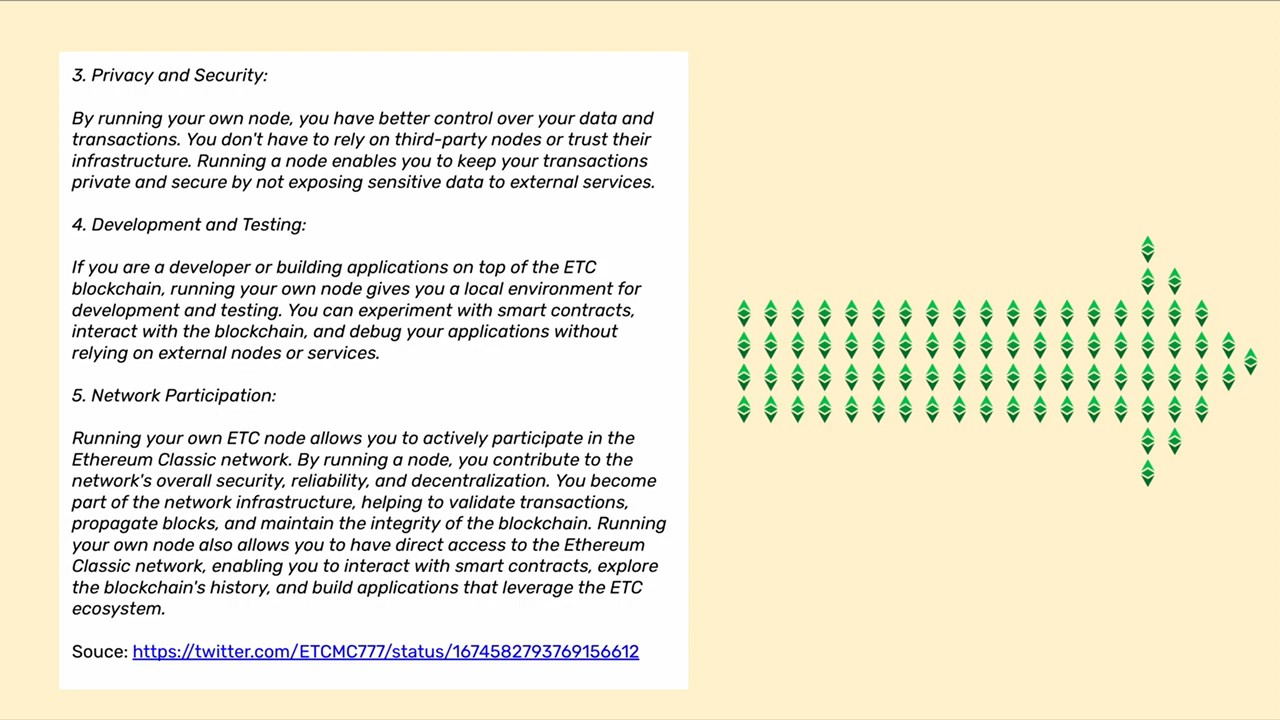 3. Privacy and Security:
By running your own node, you have better control over your data and
transactions. You don't have to rely on third-party nodes or trust their
infrastructure. Running a node enables you to keep your transactions
private and secure by not exposing sensitive data to external services.
4. Development and Testing:
If you are a developer or building applications on top of the ETC
blockchain, running your own node gives you a local environment for
development and testing. You can experiment with smart contracts,
interact with the blockchain, and debug your applications without
relying on external nodes or services.
5. Network Participation:
Running your own ETC node allows you to actively participate in the
Ethereum Classic network. By running a node, you contribute to the
network's overall security, reliability, and decentralization. You become
part of the network infrastructure, helping to validate transactions,
propagate blocks, and maintain the integrity of the blockchain. Running
your own node also allows you to have direct access to the Ethereum
Classic network, enabling you to interact with smart contracts, explore
the blockchain's history, and build applications that leverage the ETC
ecosystem.
Souce: https://twitter.com/ETCMC777/status/1674582793769156612